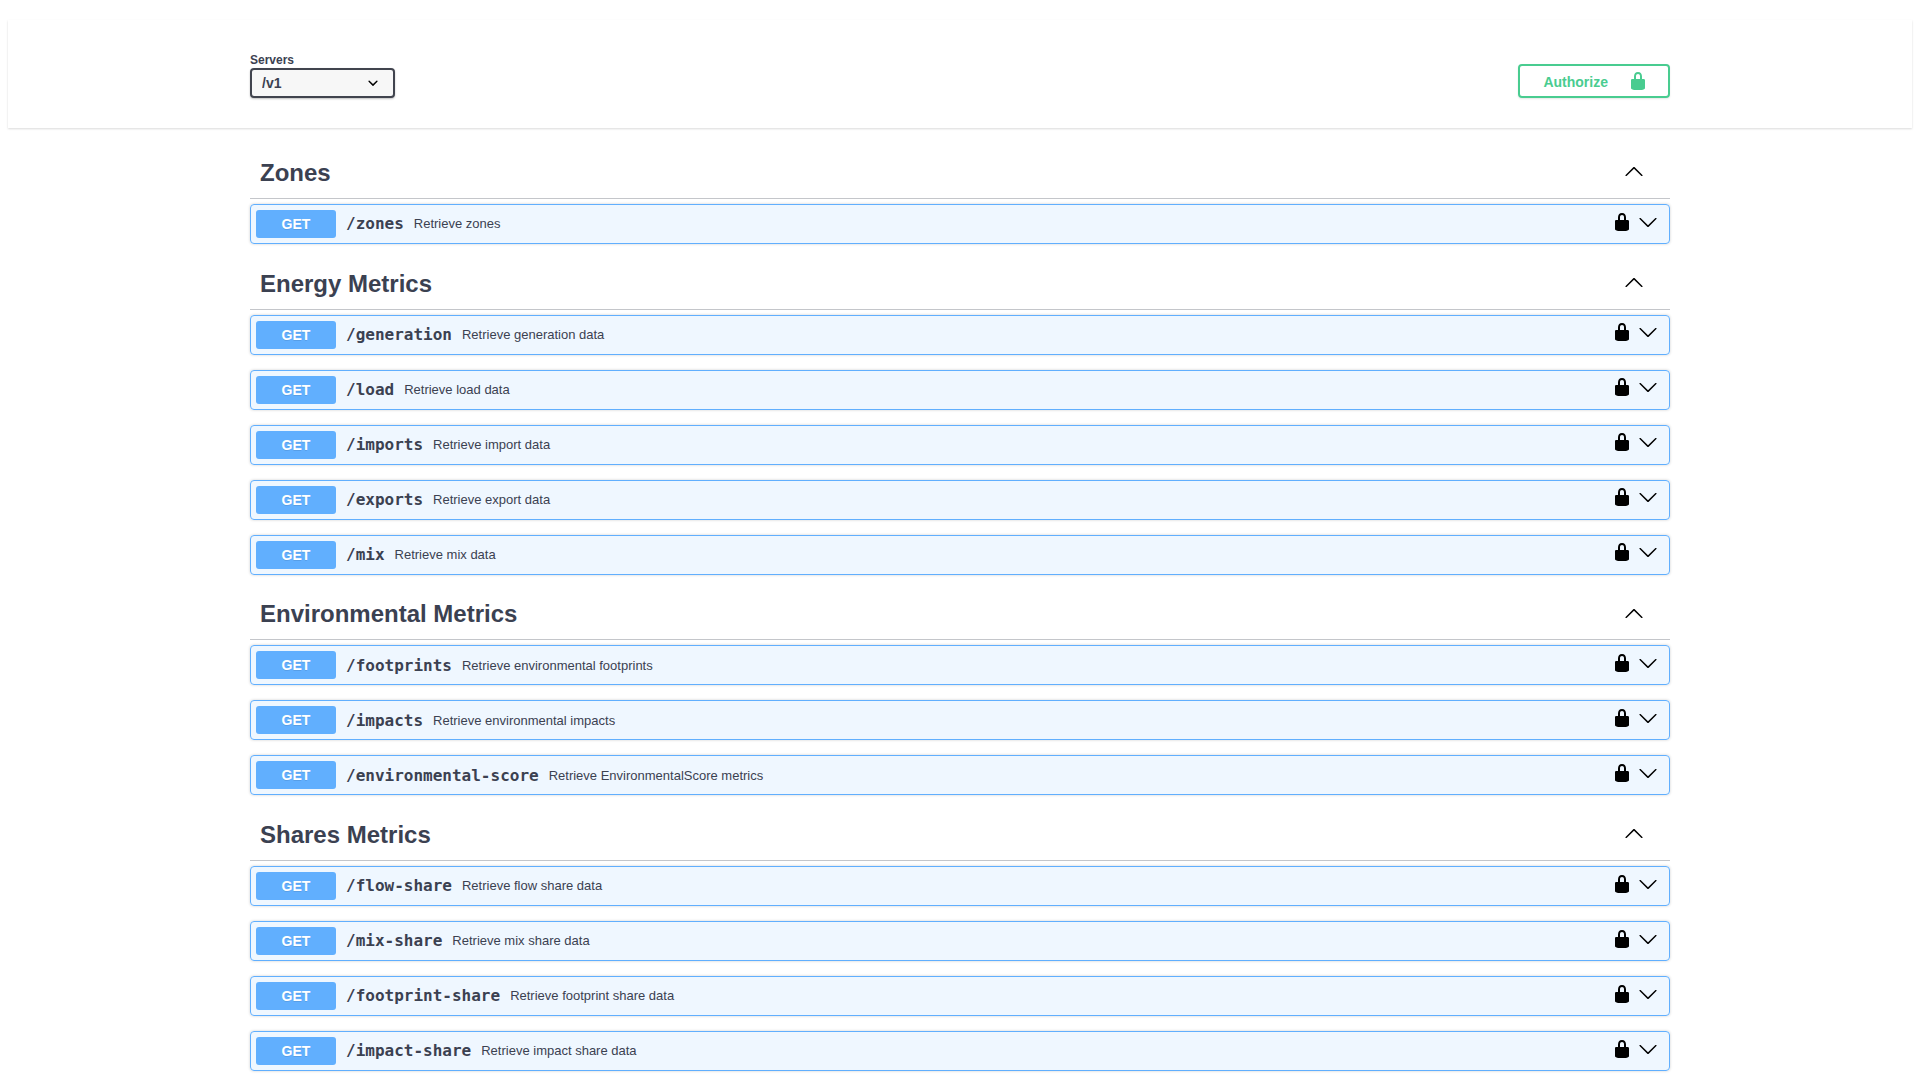 Servers
/v1
Authorize
Zones
GET /zones Retrieve zones
Energy Metrics
GET /generation Retrieve generation data
GET /load Retrieve load data
GET /imports Retrieve import data
GET /exports Retrieve export data
GET /mix Retrieve mix data
Environmental Metrics
GET /footprints Retrieve environmental footprints
GET /impacts Retrieve environmental impacts
GET /environmental-score Retrieve EnvironmentalScore metrics
Shares Metrics
GET /flow-share Retrieve flow share data
GET /mix-share Retrieve mix share data
GET /footprint-share Retrieve footprint share data
GET /impact-share Retrieve impact share data